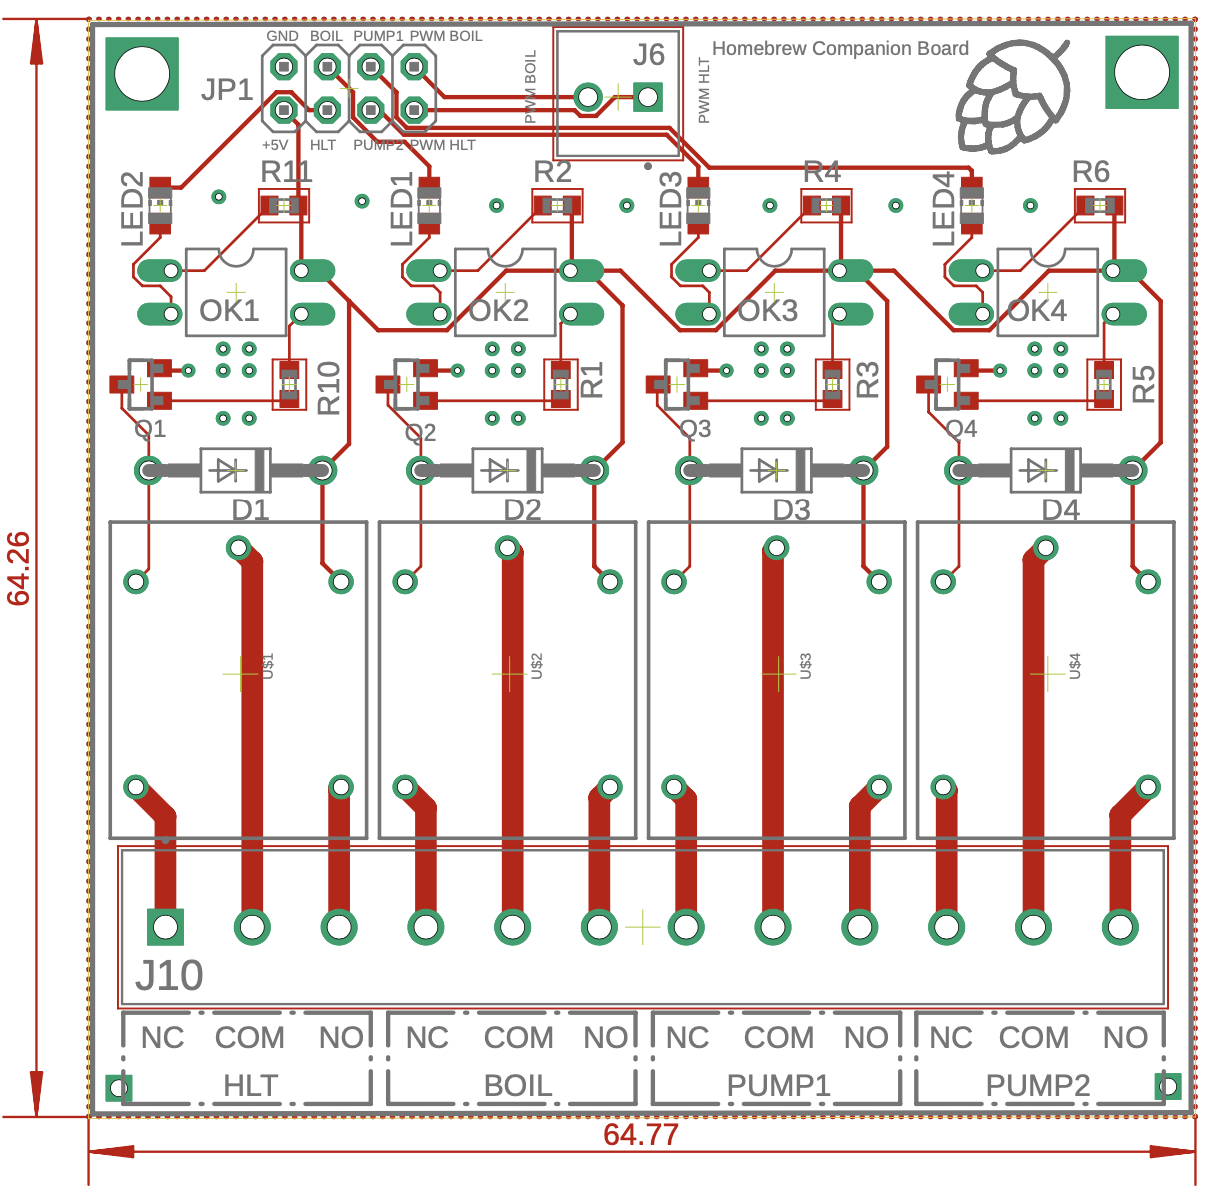 GND BOIL PUMP1 PWM BOIL
JP1
+5V HLT PUMP2 PWM HLT
PWM BOIL
J6
PWM HLT
Homebrew Companion Board
LED2
R11
LED1
R2
LED3
R4
LED4
R6
OK1
OK2
OK3
OK4
Q1
R10
Q2
R1
Q3
R3
Q4
R5
D1
D2
D3
D4
64.26
U$1
U$2
U$3
U$4
J10
NC COM NO
HLT
NC COM NO
BOIL
NC COM NO
PUMP1
NC COM NO
PUMP2
64.77